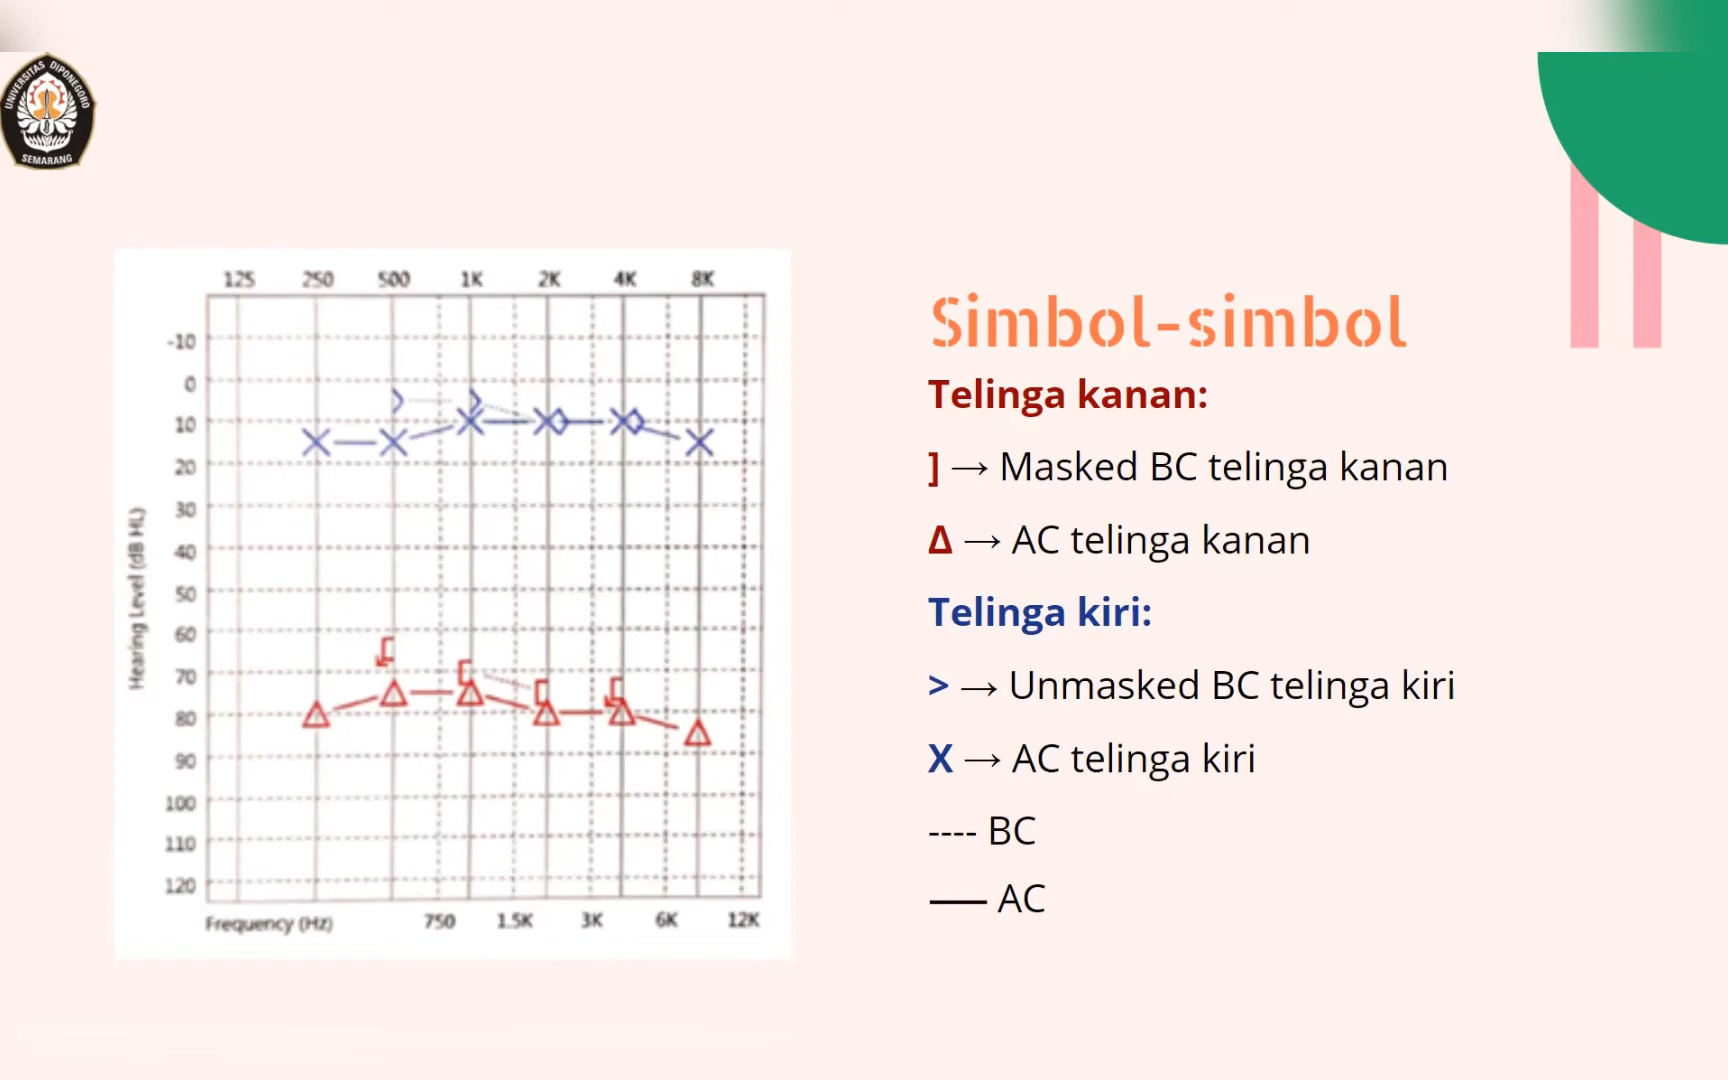 UNIVERSITAS DIPONEGORO
SEMARANG
125 250 500 1K 2K 4K 8K
-10
0
10
20
30
40
50
60
70
80
90
100
110
120
Hearing Level (dB HL)
Frequency (Hz) 750 1.5K 3K 6K 12K
Simbol-simbol
Telinga kanan:
] → Masked BC telinga kanan
Δ → AC telinga kanan
Telinga kiri:
> → Unmasked BC telinga kiri
X → AC telinga kiri
---- BC
— AC